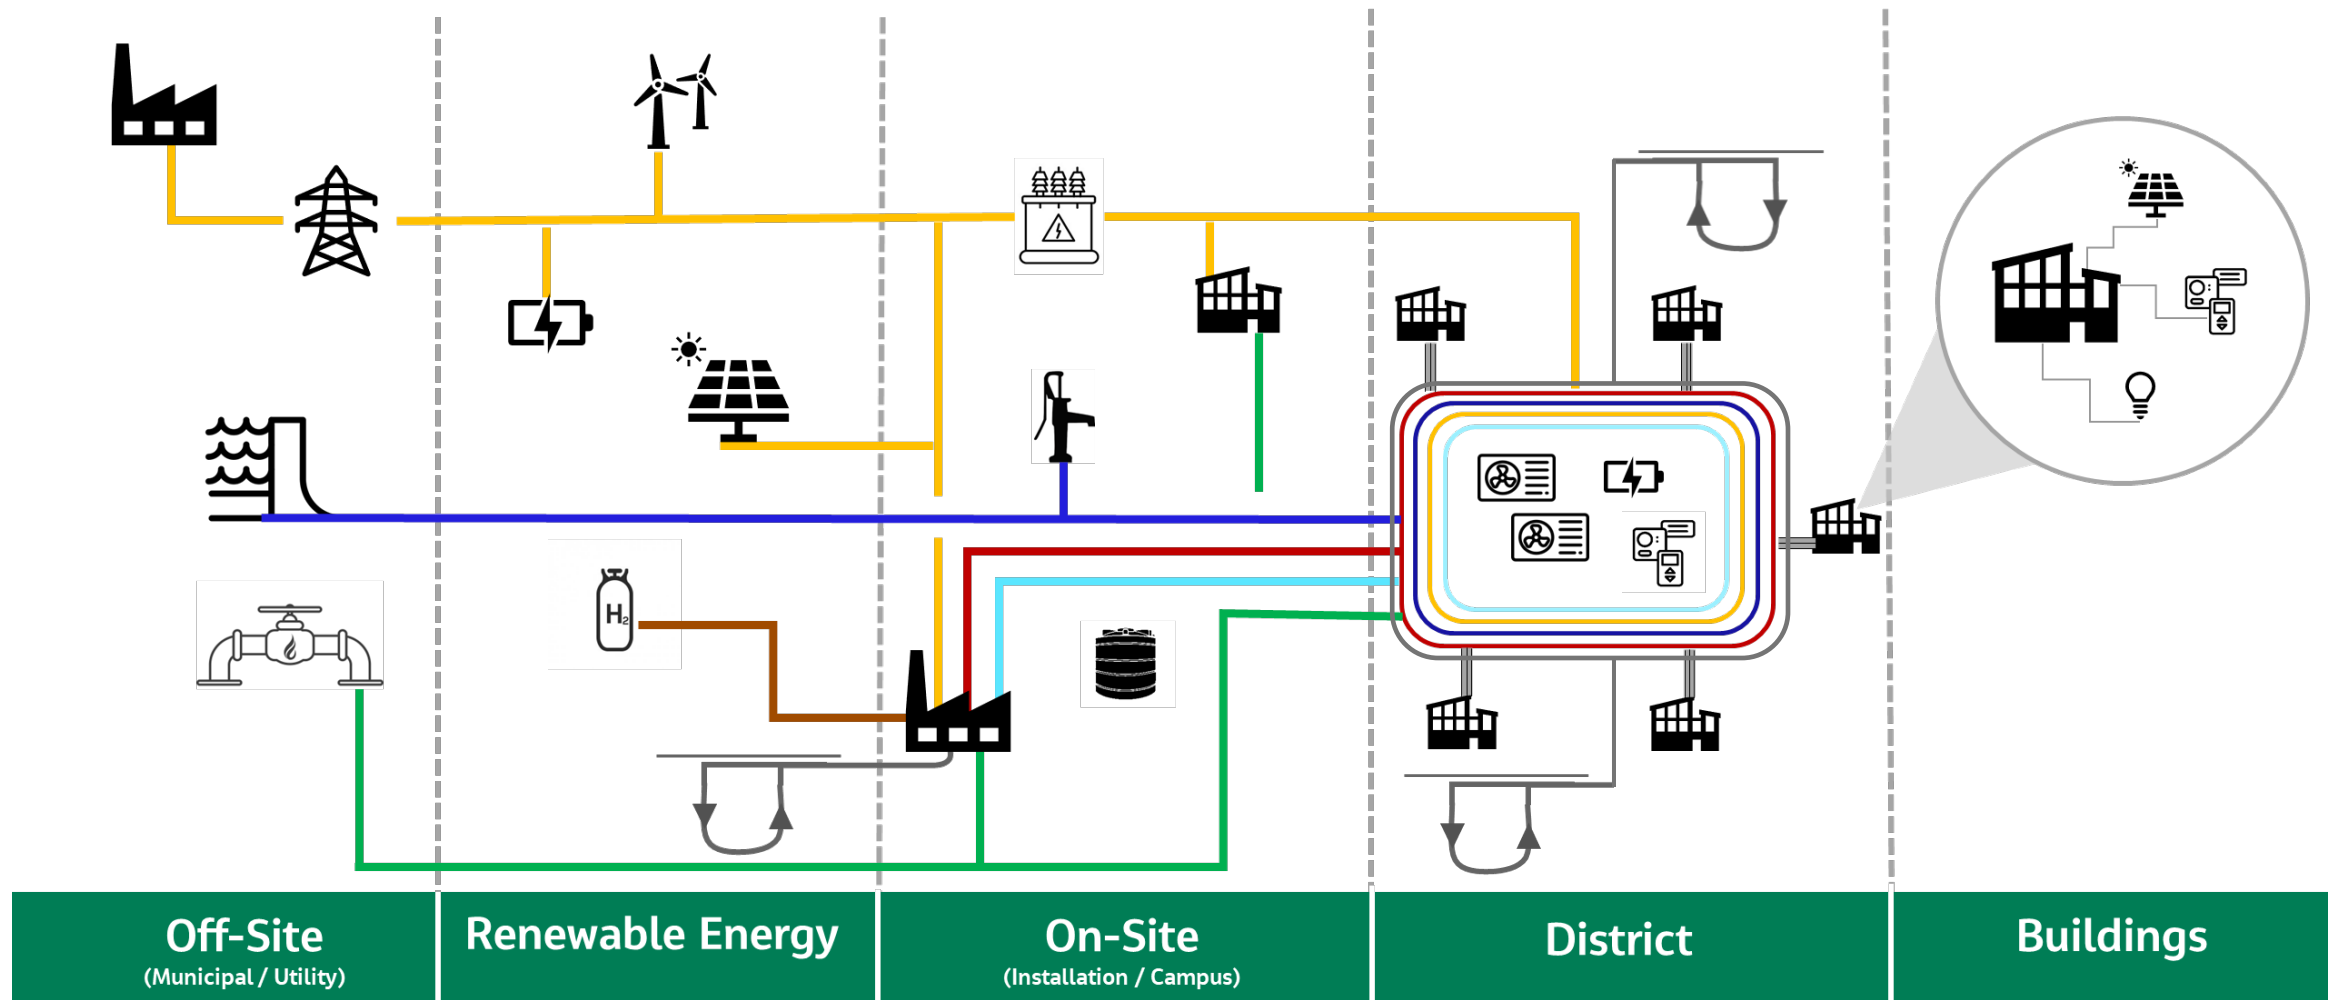 H₂
Off-Site
(Municipal / Utility)
Renewable Energy
On-Site
(Installation / Campus)
District
Buildings